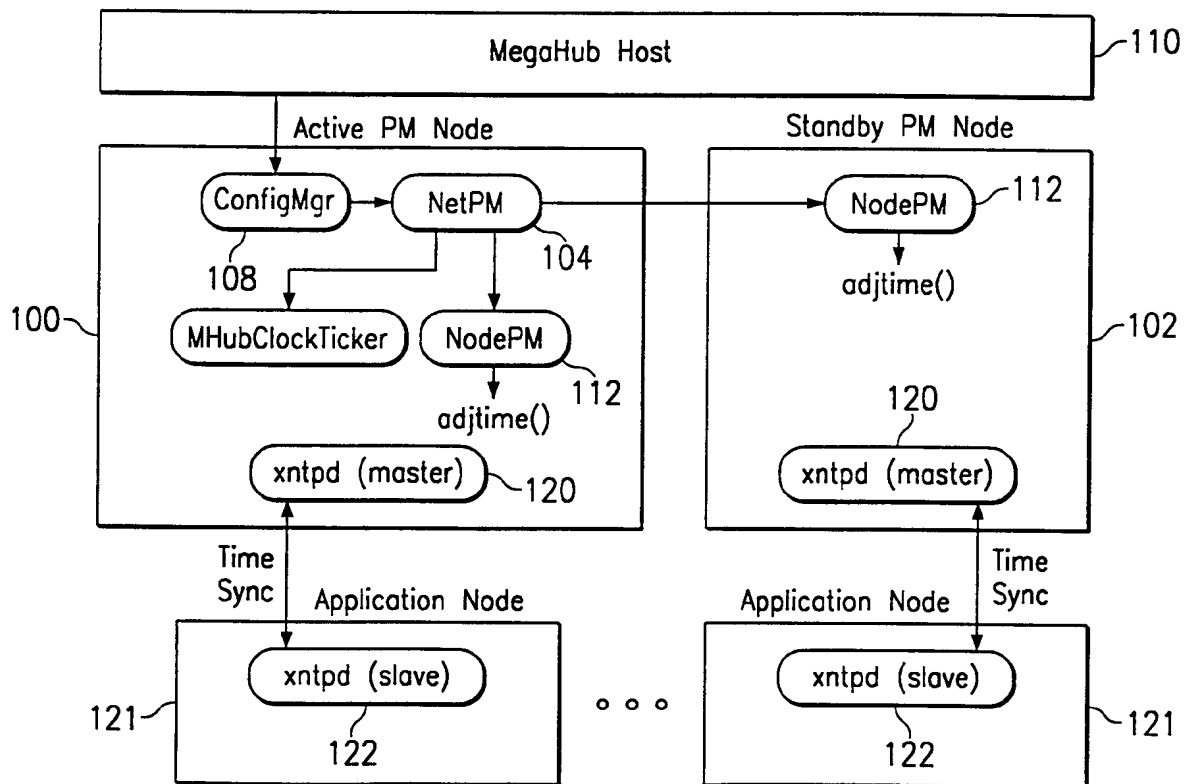 MegaHub Host
110
Active PM Node
Standby PM Node
ConfigMgr
NetPM
NodePM
112
108
104
adjtime()
100
MHubClockTicker
NodePM
102
112
adjtime()
120
xntpd (master)
120
xntpd (master)
Time
Sync
Time
Sync
Application Node
Application Node
xntpd (slave)
xntpd (slave)
121
122
122
121